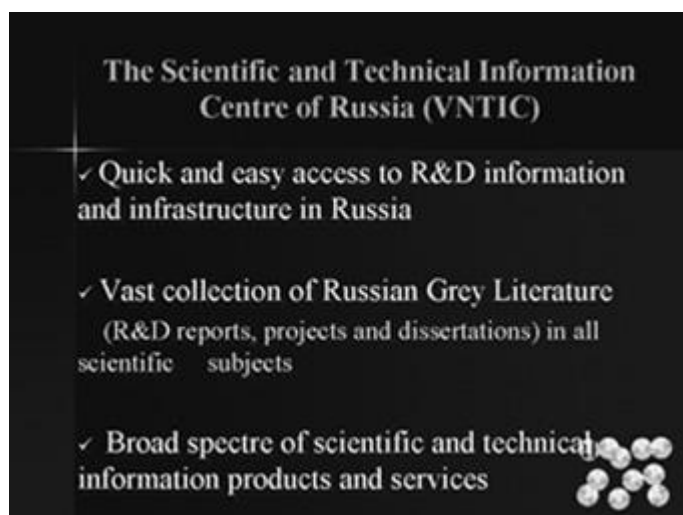 The Scientific and Technical Information
Centre of Russia (VNTIC)
✓ Quick and easy access to R&D information
and infrastructure in Russia
✓ Vast collection of Russian Grey Literature
(R&D reports, projects and dissertations) in all
scientific subjects
✓ Broad spectre of scientific and technical
information products and services